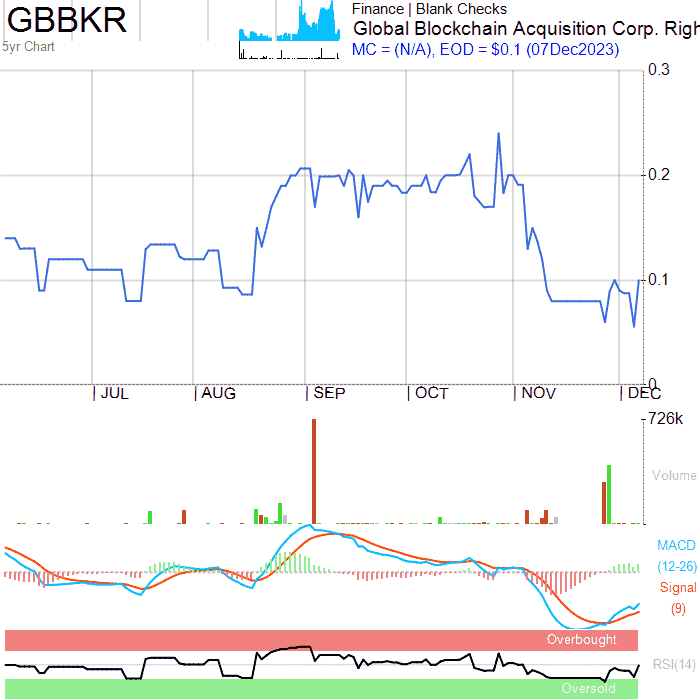 GBBKR
5yr Chart
Finance | Blank Checks
Global Blockchain Acquisition Corp. Righ
MC = (N/A), EOD = $0.1 (07Dec2023)
0.3
0.2
0.1
0
JUL AUG SEP OCT NOV DEC
726k
Volume
MACD
(12-26)
Signal
(9)
Overbought
RSI(14)
Oversold